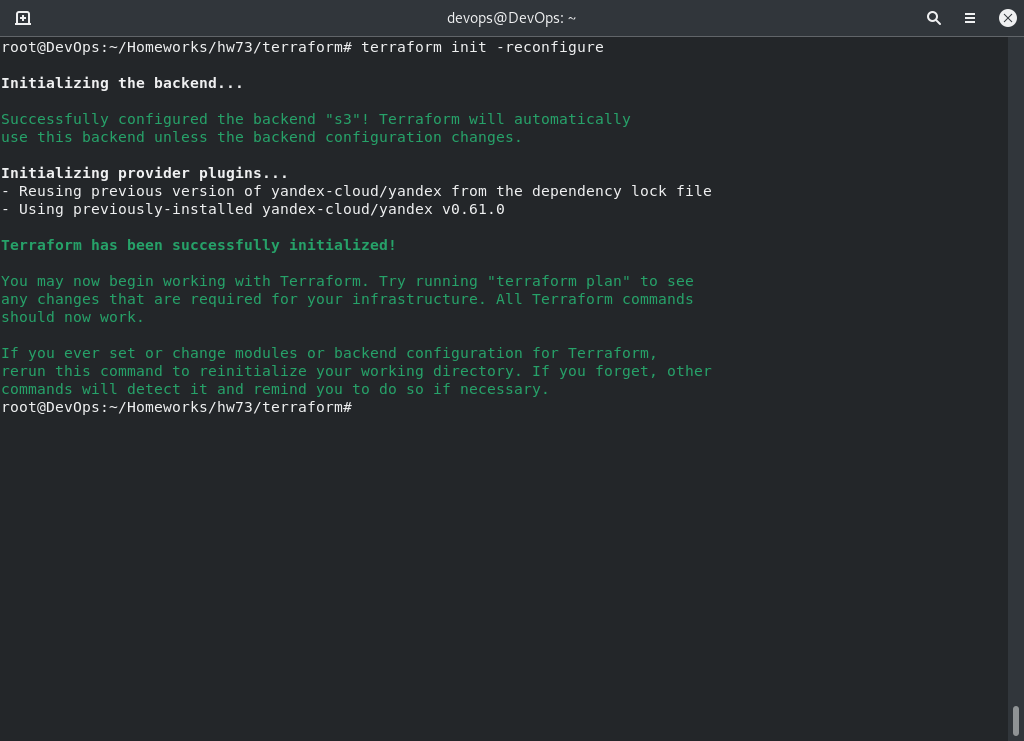 devops@DevOps: ~
root@DevOps:~/Homeworks/hw73/terraform# terraform init -reconfigure
Initializing the backend...
Successfully configured the backend "s3"! Terraform will automatically
use this backend unless the backend configuration changes.
Initializing provider plugins...
- Reusing previous version of yandex-cloud/yandex from the dependency lock file
- Using previously-installed yandex-cloud/yandex v0.61.0
Terraform has been successfully initialized!
You may now begin working with Terraform. Try running "terraform plan" to see
any changes that are required for your infrastructure. All Terraform commands
should now work.
If you ever set or change modules or backend configuration for Terraform,
rerun this command to reinitialize your working directory. If you forget, other
commands will detect it and remind you to do so if necessary.
root@DevOps:~/Homeworks/hw73/terraform#